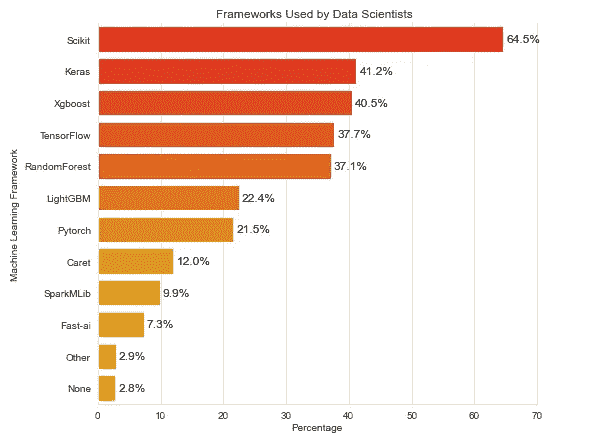 Frameworks Used by Data Scientists
Machine Learning Framework
Scikit 64.5%
Keras 41.2%
Xgboost 40.5%
TensorFlow 37.7%
RandomForest 37.1%
LightGBM 22.4%
Pytorch 21.5%
Caret 12.0%
SparkMLib 9.9%
Fast-ai 7.3%
Other 2.9%
None 2.8%
0 10 20 30 40 50 60 70
Percentage